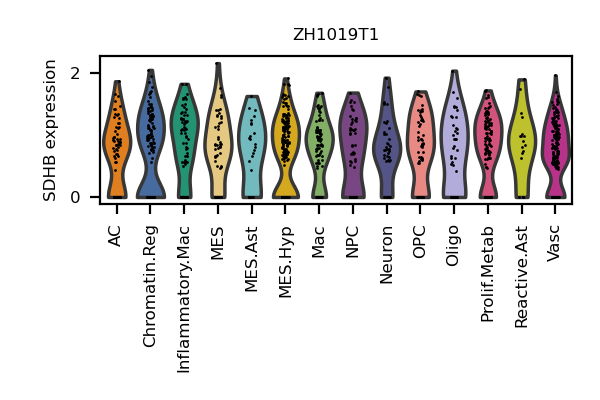 ZH1019T1
SDHB expression
2
0
AC
Chromatin.Reg
Inflammatory.Mac
MES
MES.Ast
MES.Hyp
Mac
NPC
Neuron
OPC
Oligo
Prolif.Metab
Reactive.Ast
Vasc